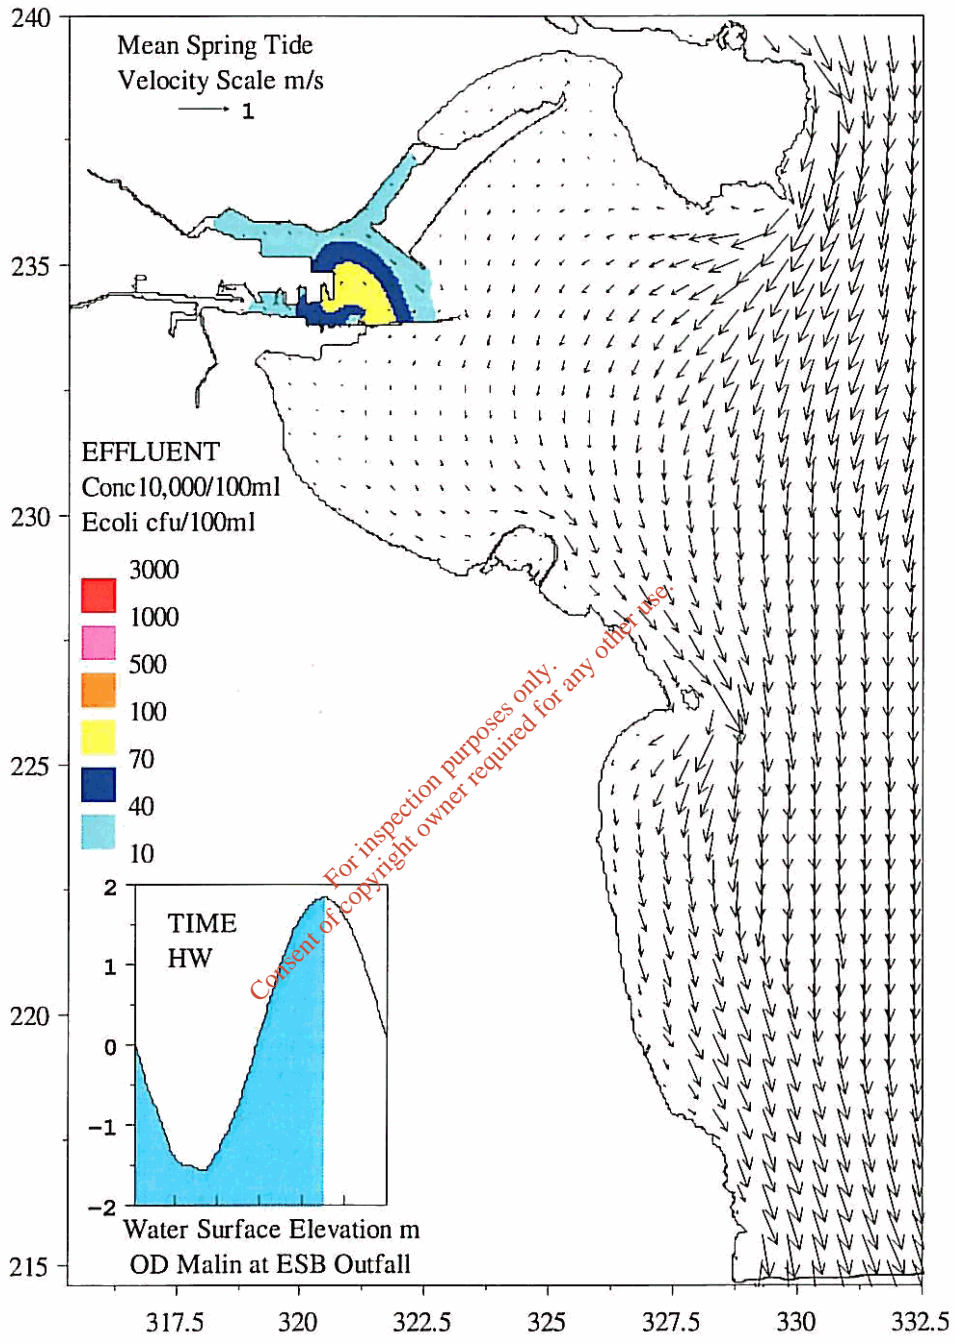 240
Mean Spring Tide
Velocity Scale m/s
1
235
EFFLUENT
Conc10,000/100ml
230
Ecoli cfu/100ml
3000
1000
500
100
70
40
10
225
For inspection purposes only.
Consent of copyright owner required for any other use.
2
TIME
HW
1
220
0
-1
-2
Water Surface Elevation m
OD Malin at ESB Outfall
215
317.5
320
322.5
325
327.5
330
332.5